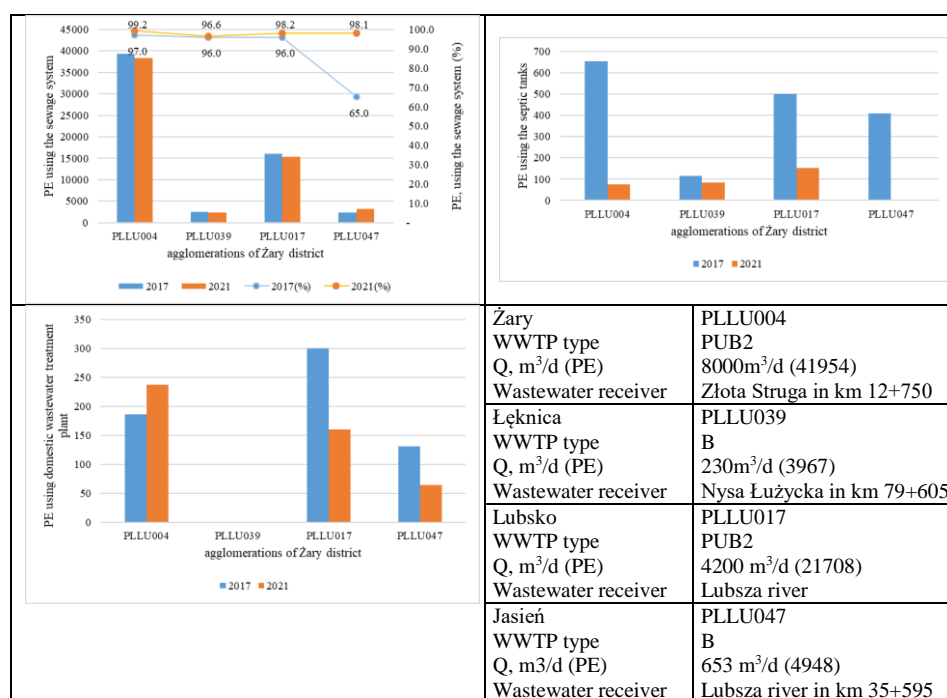 99.2 96.6 98.2 98.1
45000 100.0
40000 90.0
97.0 96.0 96.0
35000 80.0
30000 70.0
25000 60.0
65.0
20000 50.0
15000 40.0
10000 30.0
20.0
5000 10.0
0 -
PE using the sewage system
PE, using the sewage system (%)
PLLU004 PLLU039 PLLU017 PLLU047
agglomerations of Żary district
2017 2021 2017(%) 2021(%)
700
600
500
400
300
200
100
0
PE using the septic tanks
PLLU004 PLLU039 PLLU017 PLLU047
agglomerations of Żary district
2017 2021
350
300
250
200
150
100
50
0
PE using domestic wastewater treatment
plant
PLLU004 PLLU039 PLLU017 PLLU047
agglomerations of Żary district
2017 2021
Żary PLLU004
WWTP type PUB2
Q, m³/d (PE) 8000m³/d (41954)
Wastewater receiver Złota Struga in km 12+750
Łęknica PLLU039
WWTP type B
Q, m³/d (PE) 230m³/d (3967)
Wastewater receiver Nysa Łużycka in km 79+605
Lubsko PLLU017
WWTP type PUB2
Q, m³/d (PE) 4200 m³/d (21708)
Wastewater receiver Lubsza river
Jasień PLLU047
WWTP type B
Q, m3/d (PE) 653 m³/d (4948)
Wastewater receiver Lubsza river in km 35+595